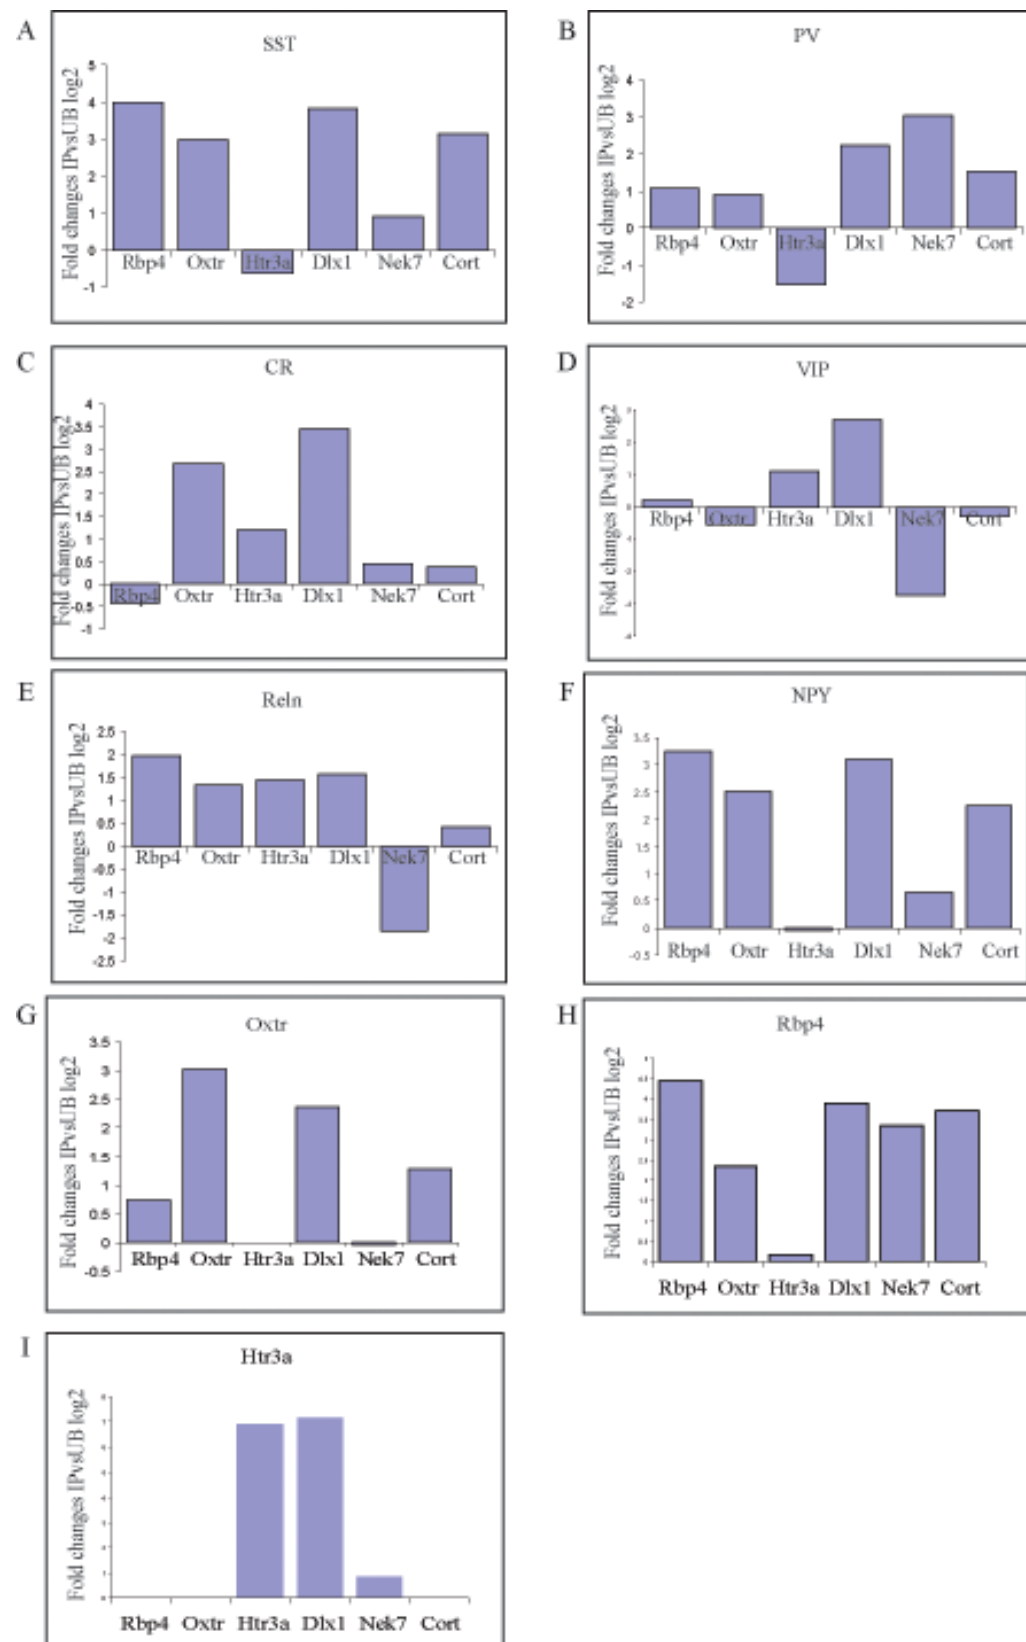 A
SST
Fold changes IPvsUB log2
5
4
3
2
1
0
-1
Rbp4 Oxtr Htr3a Dlx1 Nek7 Cort
B
PV
Fold changes IPvsUB log2
4
3
2
1
0
-1
-2
Rbp4 Oxtr Htr3a Dlx1 Nek7 Cort
C
CR
Fold changes IPvsUB log2
4
3.5
3
2.5
2
1.5
1
0.5
0
-0.5
-1
Rbp4 Oxtr Htr3a Dlx1 Nek7 Cort
D
VIP
Fold changes IPvsUB log2
Rbp4 Oxtr Htr3a Dlx1 Nek7 Cort
E
Reln
Fold changes IPvsUB log2
2.5
2
1.5
1
0.5
0
-0.5
-1
-1.5
-2
-2.5
Rbp4 Oxtr Htr3a Dlx1 Nek7 Cort
F
NPY
Fold changes IPvsUB log2
3.5
3
2.5
2
1.5
1
0.5
0
-0.5
Rbp4 Oxtr Htr3a Dlx1 Nek7 Cort
G
Oxtr
Fold changes IPvsUB log2
3.5
3
2.5
2
1.5
1
0.5
0
-0.5
Rbp4 Oxtr Htr3a Dlx1 Nek7 Cort
H
Rbp4
Fold changes IPvsUB log2
Rbp4 Oxtr Htr3a Dlx1 Nek7 Cort
I
Htr3a
Fold changes IPvsUB log2
Rbp4 Oxtr Htr3a Dlx1 Nek7 Cort